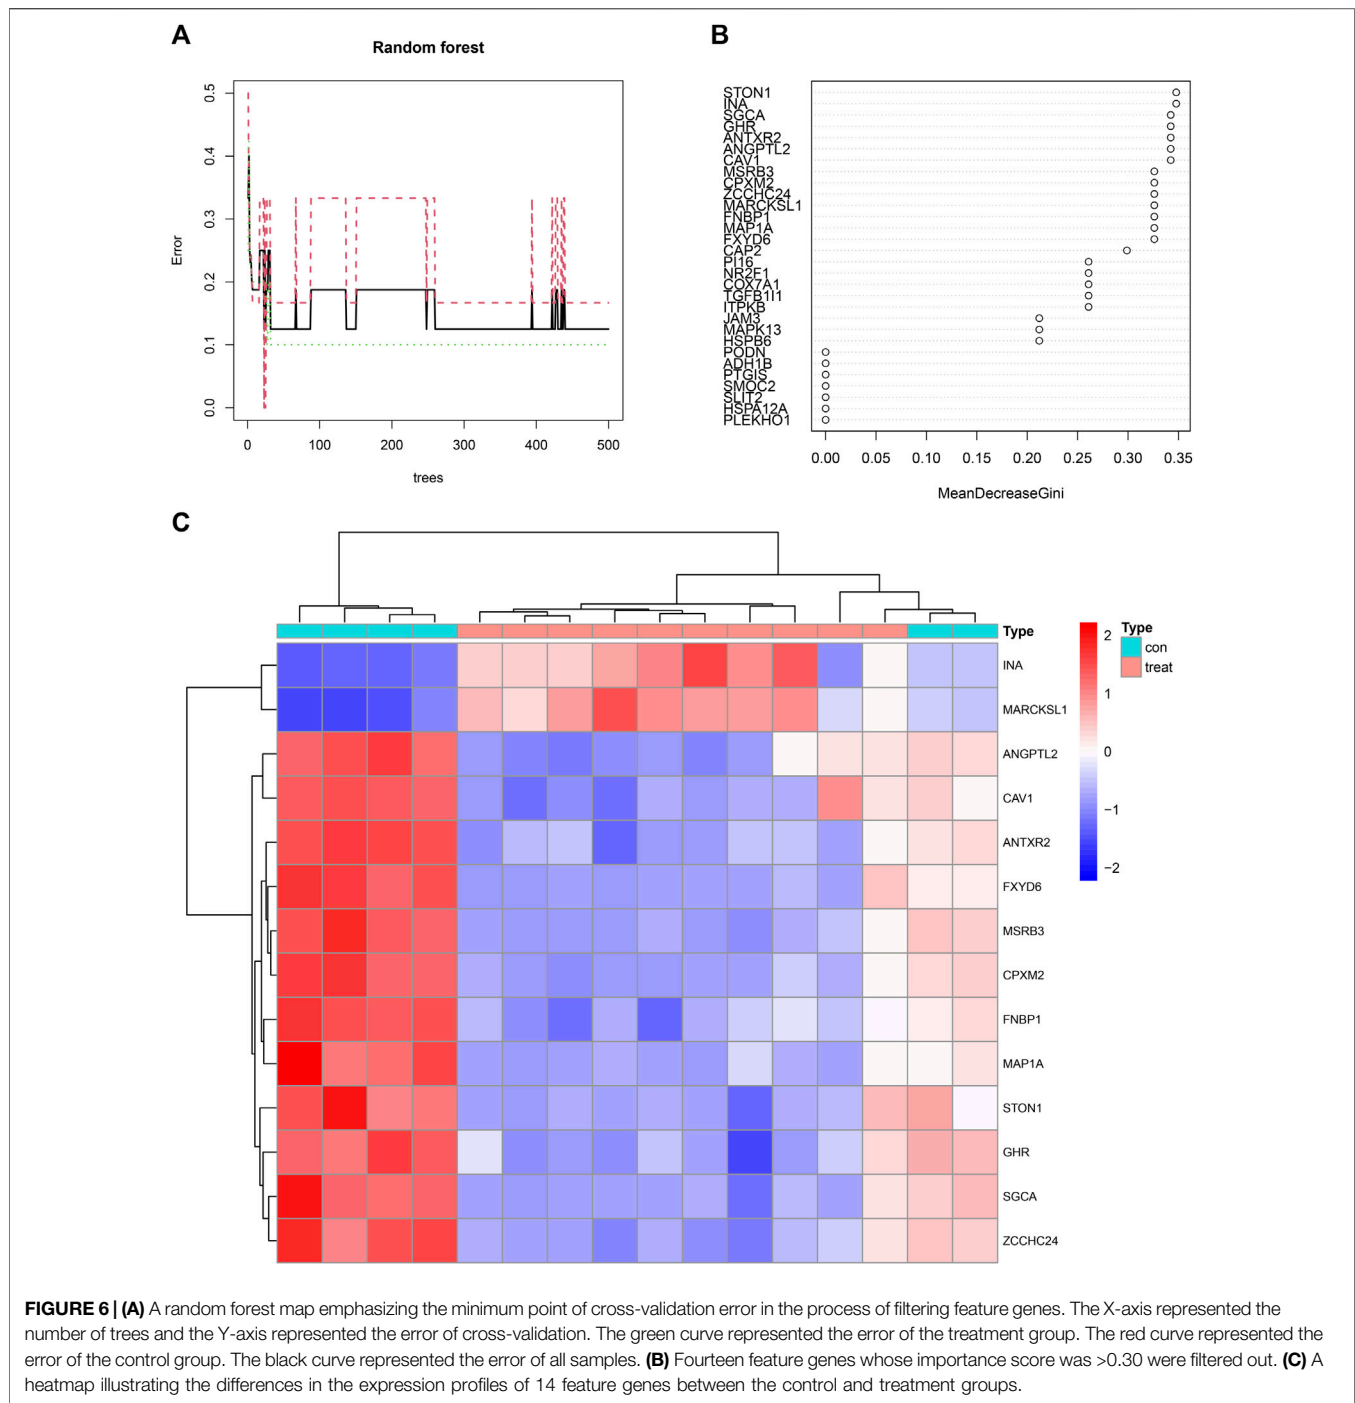 A
Random forest
Error
0.5
0.4
0.3
0.2
0.1
0.0
0
100
200
300
400
500
trees
B
STON1
INA
SGCA
GHR
ANTXR2
ANGPTL2
CAV1
MSRB3
CPXM2
ZCCHC24
MARCKSL1
FNBP1
MAP1A
FXYD6
CAP2
PI16
NR2F1
COX7A1
TGFB1I1
ITPKB
JAM3
MAPK13
HSPB6
PODN
ADH1B
PTGIS
SMOC2
SLIT2
HSPA12A
PLEKHO1
0.00
0.05
0.10
0.15
0.20
0.25
0.30
0.35
MeanDecreaseGini
C
Type
INA
MARCKSL1
ANGPTL2
CAV1
ANTXR2
FXYD6
MSRB3
CPXM2
FNBP1
MAP1A
STON1
GHR
SGCA
ZCCHC24
2
1
0
−1
−2
Type
con
treat
FIGURE 6 | (A) A random forest map emphasizing the minimum point of cross-validation error in the process of filtering feature genes. The X-axis represented the
number of trees and the Y-axis represented the error of cross-validation. The green curve represented the error of the treatment group. The red curve represented the
error of the control group. The black curve represented the error of all samples. (B) Fourteen feature genes whose importance score was >0.30 were filtered out. (C) A
heatmap illustrating the differences in the expression profiles of 14 feature genes between the control and treatment groups.